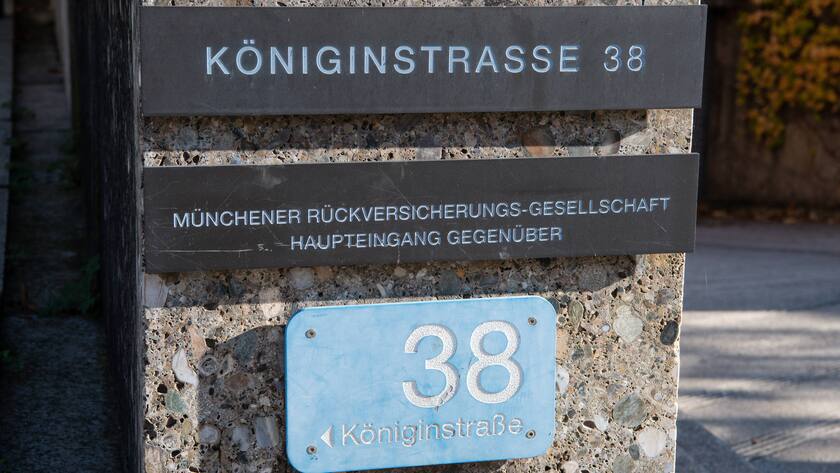 KÖNIGINSTRASSE 38
MÜNCHENER RÜCKVERSICHERUNGS-GESELLSCHAFT
HAUPTEINGANG GEGENÜBER
38
Königinstraße